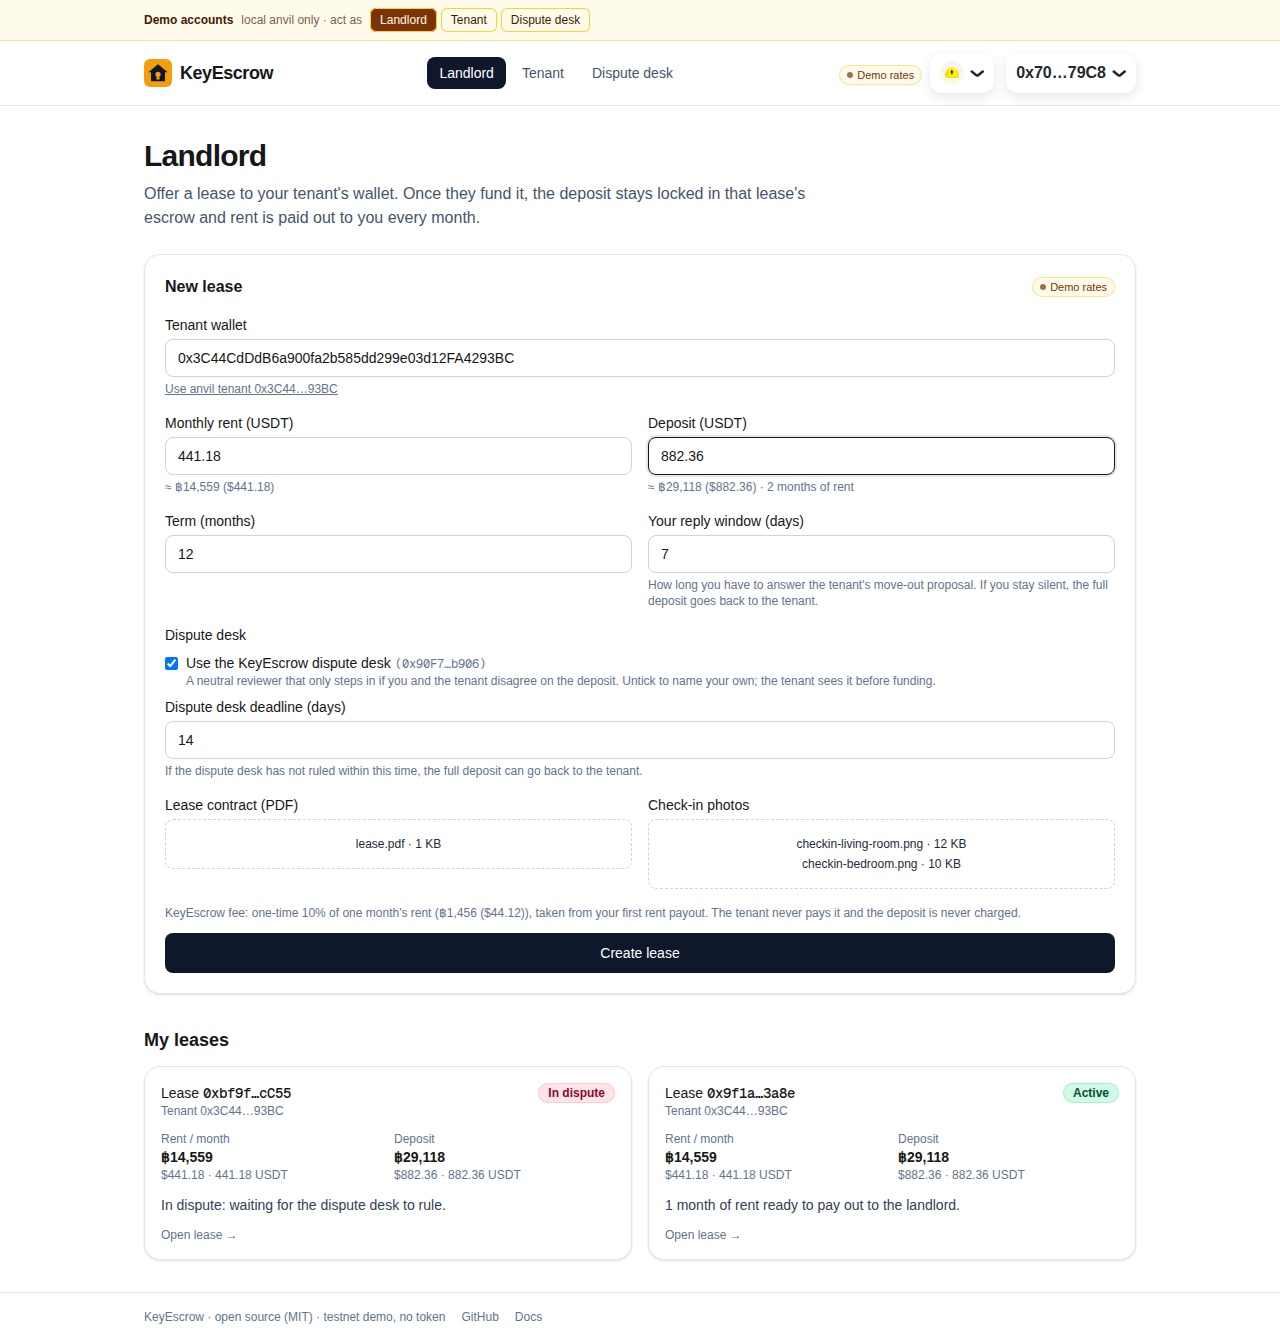 Demo accounts local anvil only · act as Landlord Tenant Dispute desk
KeyEscrow Landlord Tenant Dispute desk Demo rates 0x70…79C8
Landlord
Offer a lease to your tenant's wallet. Once they fund it, the deposit stays locked in that lease's
escrow and rent is paid out to you every month.
New lease Demo rates
Tenant wallet
0x3C44CdDdB6a900fa2b585dd299e03d12FA4293BC
Use anvil tenant 0x3C44…93BC
Monthly rent (USDT) Deposit (USDT)
441.18 882.36
≈ ฿14,559 ($441.18) ≈ ฿29,118 ($882.36) · 2 months of rent
Term (months) Your reply window (days)
12 7
How long you have to answer the tenant's move-out proposal. If you stay silent, the full
deposit goes back to the tenant.
Dispute desk
Use the KeyEscrow dispute desk (0x90F7…b906)
A neutral reviewer that only steps in if you and the tenant disagree on the deposit. Untick to name your own; the tenant sees it before funding.
Dispute desk deadline (days)
14
If the dispute desk has not ruled within this time, the full deposit can go back to the tenant.
Lease contract (PDF) Check-in photos
lease.pdf · 1 KB checkin-living-room.png · 12 KB
checkin-bedroom.png · 10 KB
KeyEscrow fee: one-time 10% of one month's rent (฿1,456 ($44.12)), taken from your first rent payout. The tenant never pays it and the deposit is never charged.
Create lease
My leases
Lease 0xbf9f…cC55 In dispute
Tenant 0x3C44…93BC
Rent / month Deposit
฿14,559 ฿29,118
$441.18 · 441.18 USDT $882.36 · 882.36 USDT
In dispute: waiting for the dispute desk to rule.
Open lease →
Lease 0x9f1a…3a8e Active
Tenant 0x3C44…93BC
Rent / month Deposit
฿14,559 ฿29,118
$441.18 · 441.18 USDT $882.36 · 882.36 USDT
1 month of rent ready to pay out to the landlord.
Open lease →
KeyEscrow · open source (MIT) · testnet demo, no token GitHub Docs